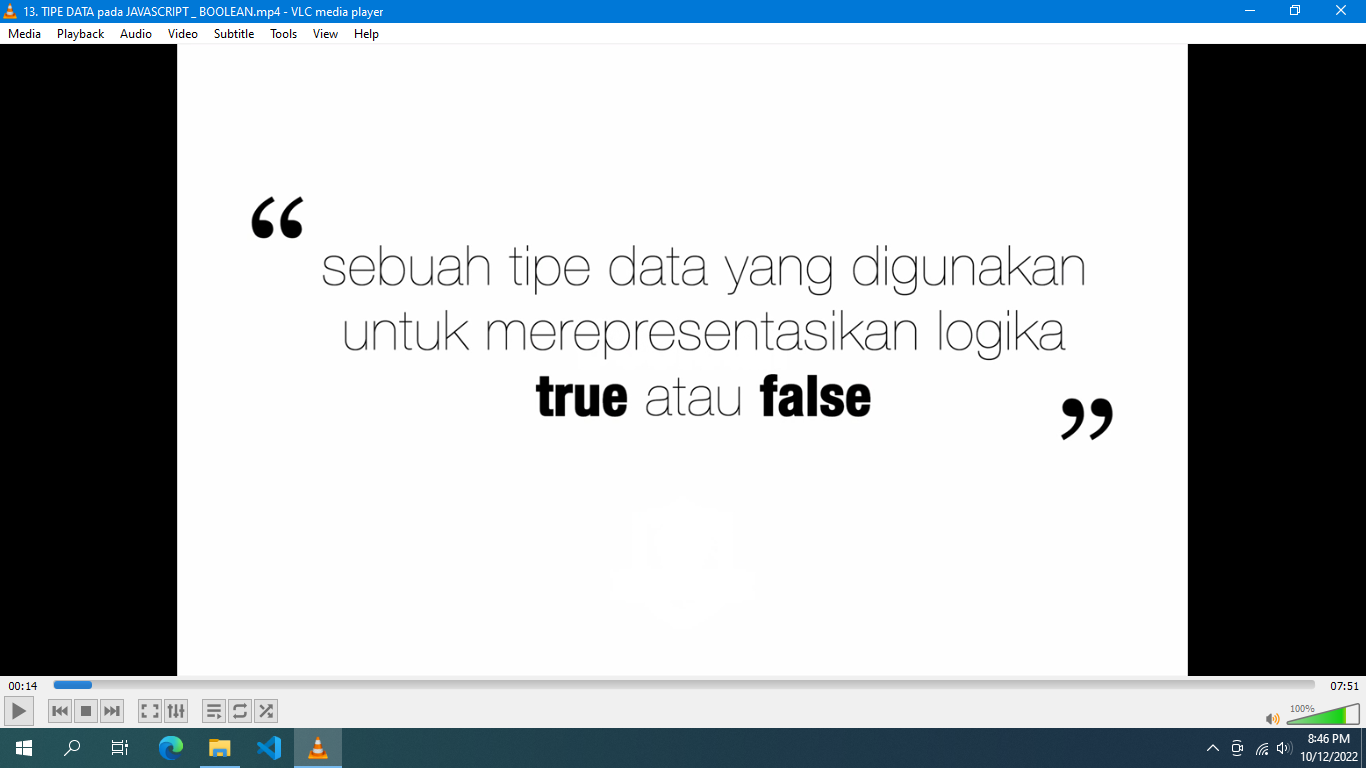 13. TIPE DATA pada JAVASCRIPT _ BOOLEAN.mp4 - VLC media player
Media Playback Audio Video Subtitle Tools View Help
“
sebuah tipe data yang digunakan
untuk merepresentasikan logika
true atau false
”
00:14 07:51
100%
8:46 PM
10/12/2022